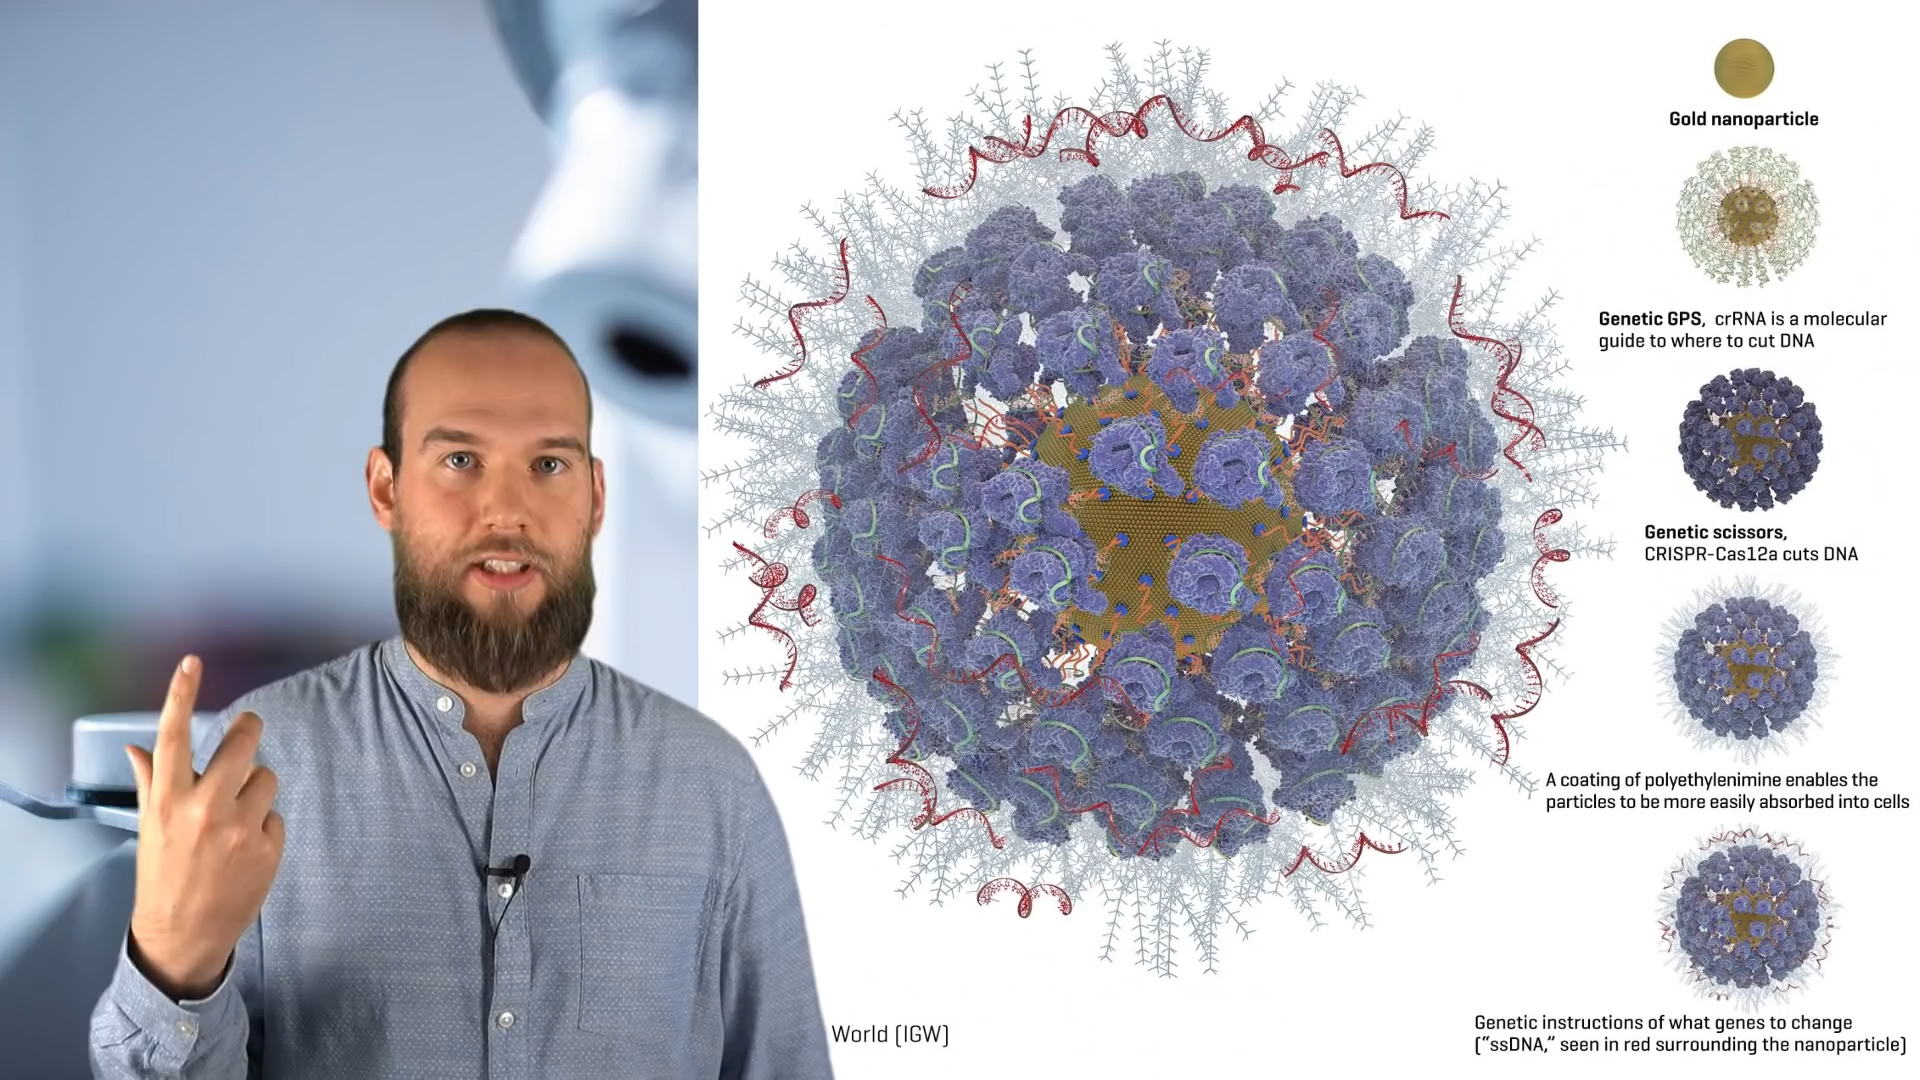 Gold nanoparticle
Genetic GPS, crRNA is a molecular
guide to where to cut DNA
Genetic scissors,
CRISPR-Cas12a cuts DNA
A coating of polyethylenimine enables the
particles to be more easily absorbed into cells
Genetic instructions of what genes to change
(“ssDNA,” seen in red surrounding the nanoparticle)
World (IGW)